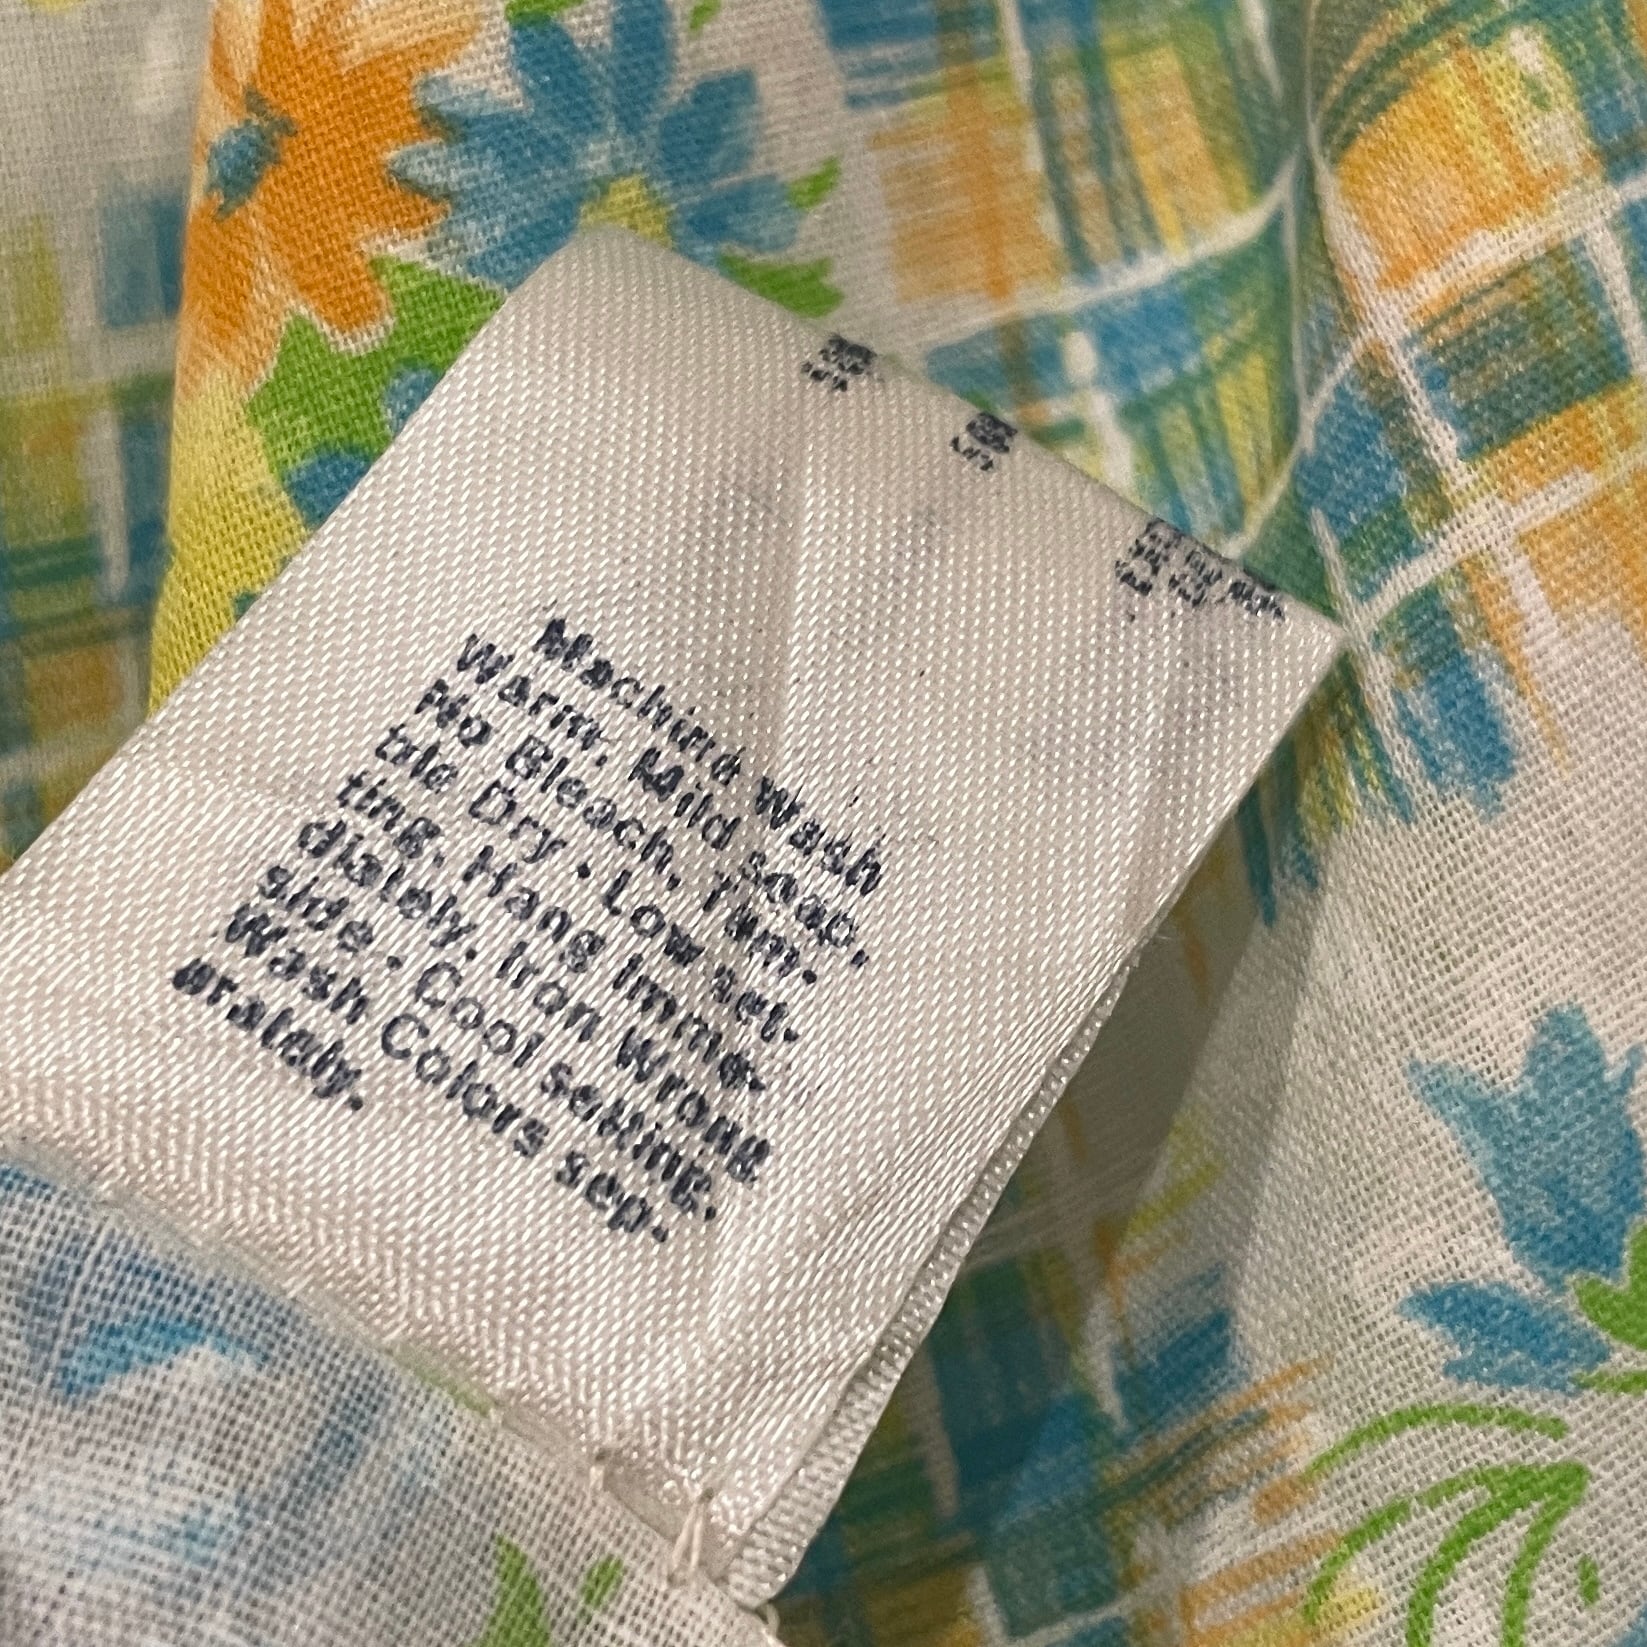 Machine Wash
Warm. Mild soap.
No Bleach. Tum-
ble Dry. Low set-
ting. Hang Imme-
diately. Iron Wrong
side. Cool setting.
Wash Colors sep-
arately.